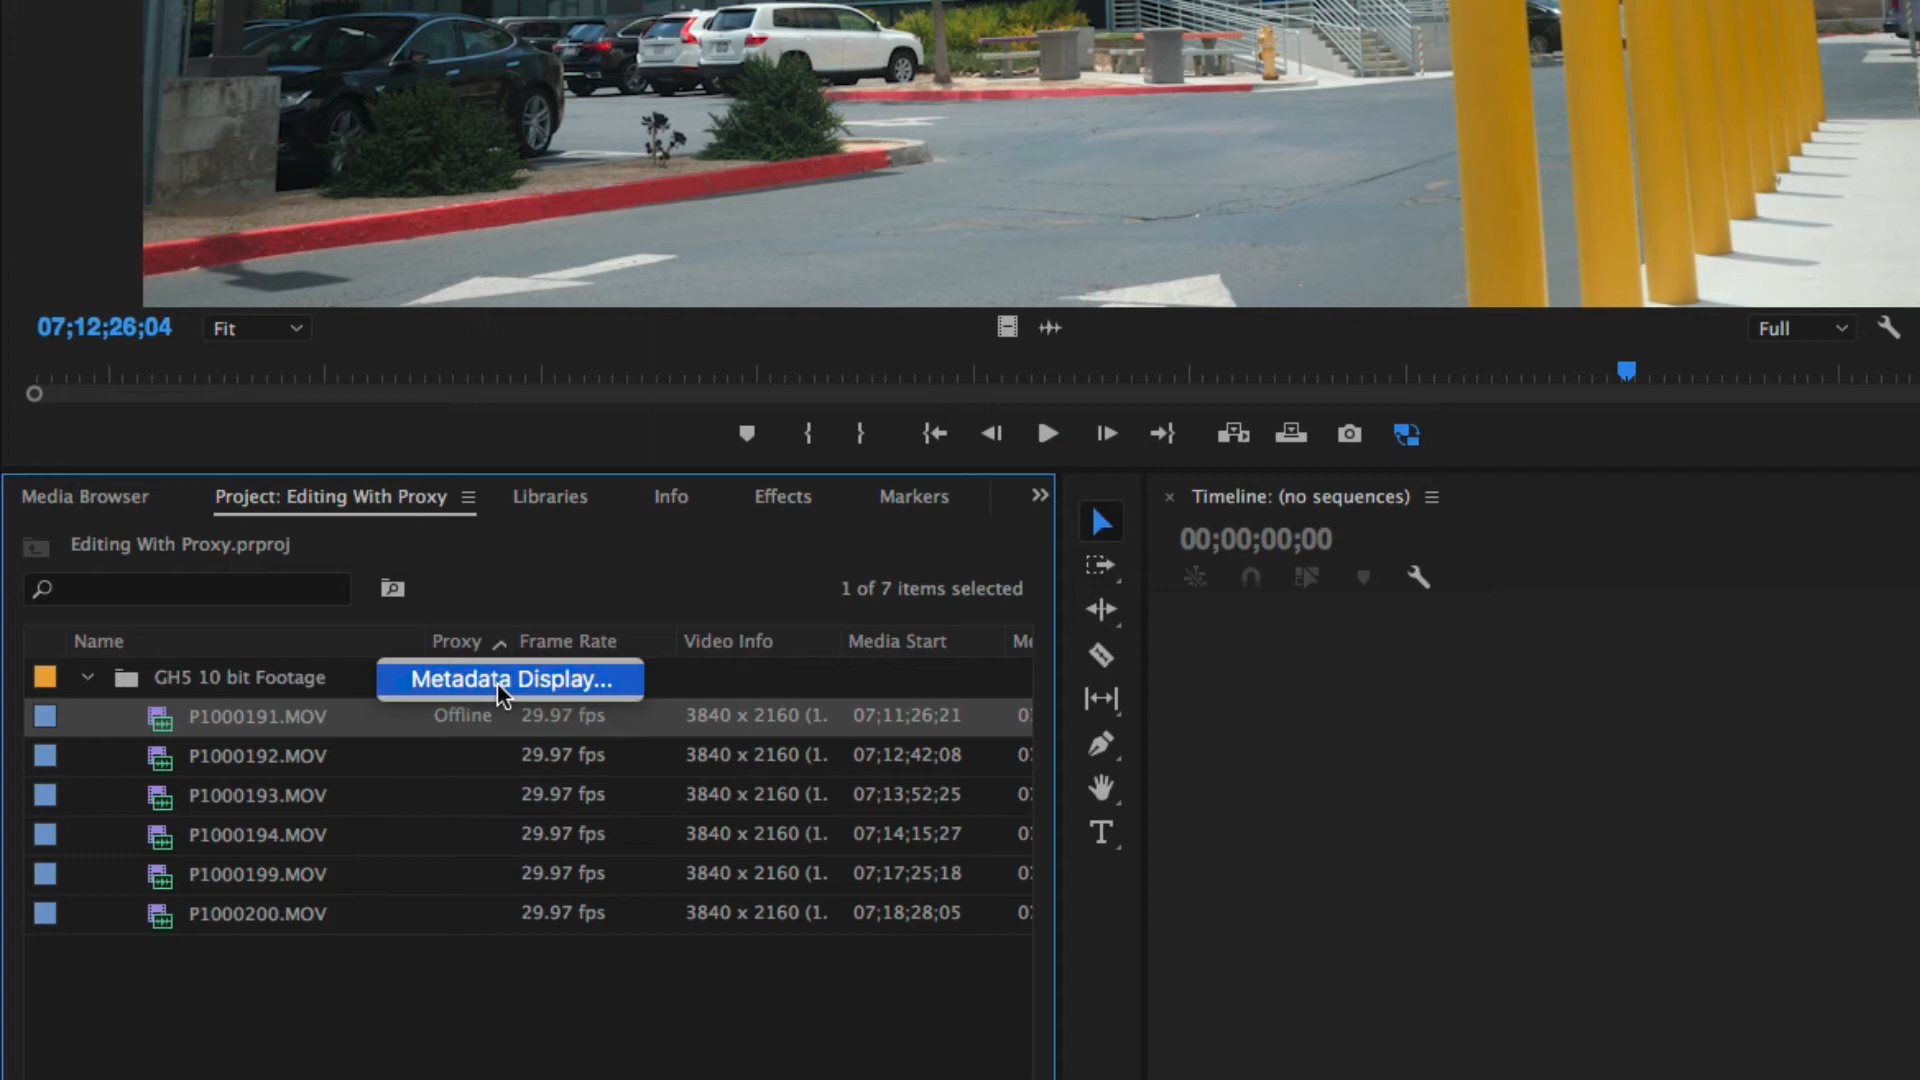 07;12;26;04 Fit Full
Media Browser Project: Editing With Proxy Libraries Info Effects Markers
Timeline: (no sequences)
00;00;00;00
Editing With Proxy.prproj
1 of 7 items selected
Name Proxy Frame Rate Video Info Media Start
GH5 10 bit Footage
Metadata Display...
P1000191.MOV Offline 29.97 fps 3840 x 2160 (1. 07;11;26;21
P1000192.MOV 29.97 fps 3840 x 2160 (1. 07;12;42;08
P1000193.MOV 29.97 fps 3840 x 2160 (1. 07;13;52;25
P1000194.MOV 29.97 fps 3840 x 2160 (1. 07;14;15;27
P1000199.MOV 29.97 fps 3840 x 2160 (1. 07;17;25;18
P1000200.MOV 29.97 fps 3840 x 2160 (1. 07;18;28;05